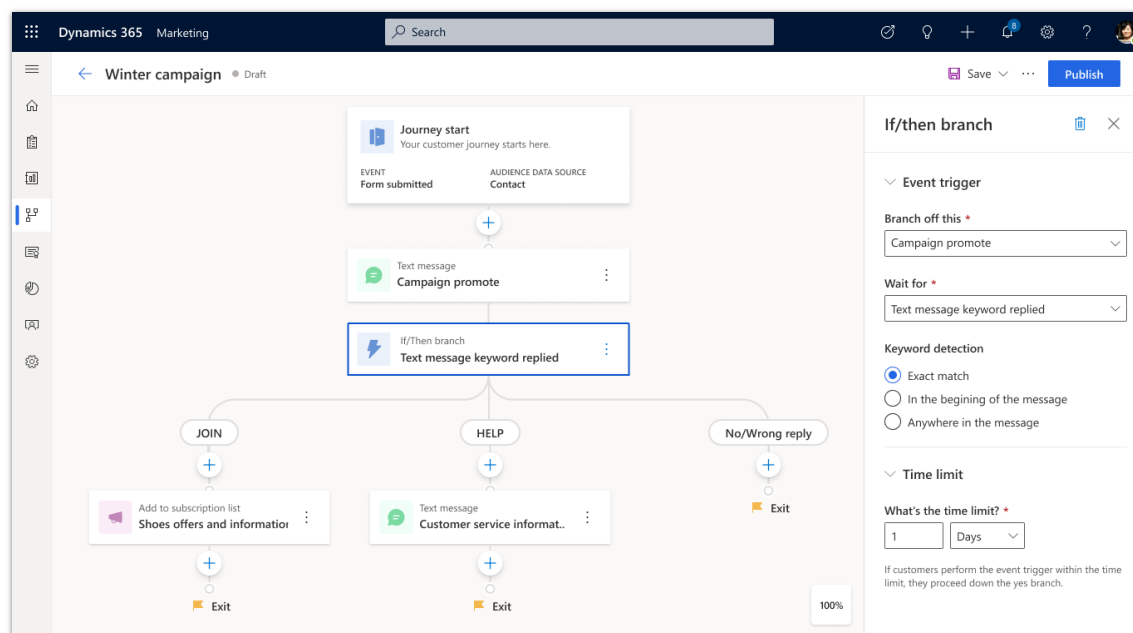 Dynamics 365 Marketing
Search
8
Winter campaign Draft
Save
Publish
Journey start
Your customer journey starts here.
EVENT
Form submitted
AUDIENCE DATA SOURCE
Contact
Text message
Campaign promote
If/Then branch
Text message keyword replied
JOIN
HELP
No/Wrong reply
Add to subscription list
Shoes offers and information
Text message
Customer service informat..
Exit
Exit
Exit
100%
If/then branch
Event trigger
Branch off this *
Campaign promote
Wait for *
Text message keyword replied
Keyword detection
Exact match
In the begining of the message
Anywhere in the message
Time limit
What's the time limit? *
1 Days
If customers perform the event trigger within the time
limit, they proceed down the yes branch.